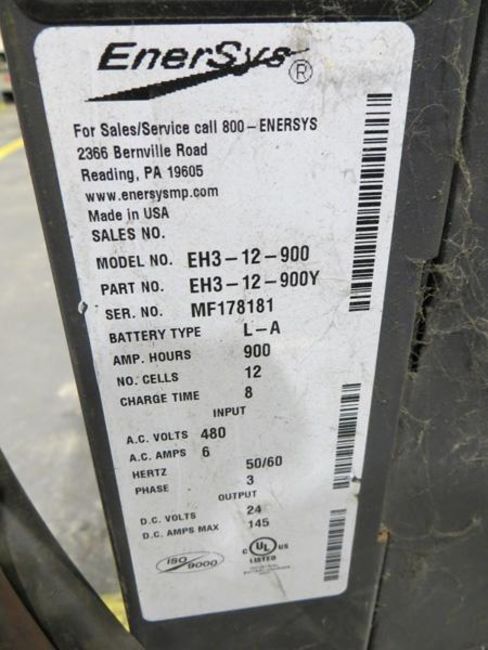 EnerSys®
For Sales/Service call 800-ENERSYS
2366 Bernville Road
Reading, PA 19605
www.enersysmp.com
Made in USA
SALES NO.
MODEL NO. EH3-12-900
PART NO. EH3-12-900Y
SER. NO. MF178181
BATTERY TYPE L-A
AMP. HOURS 900
NO. CELLS 12
CHARGE TIME 8
INPUT
A.C. VOLTS 480
A.C. AMPS 6
HERTZ 50/60
PHASE 3
OUTPUT
D.C. VOLTS 24
D.C. AMPS MAX 145
ISO 9000
C UL US
LISTED